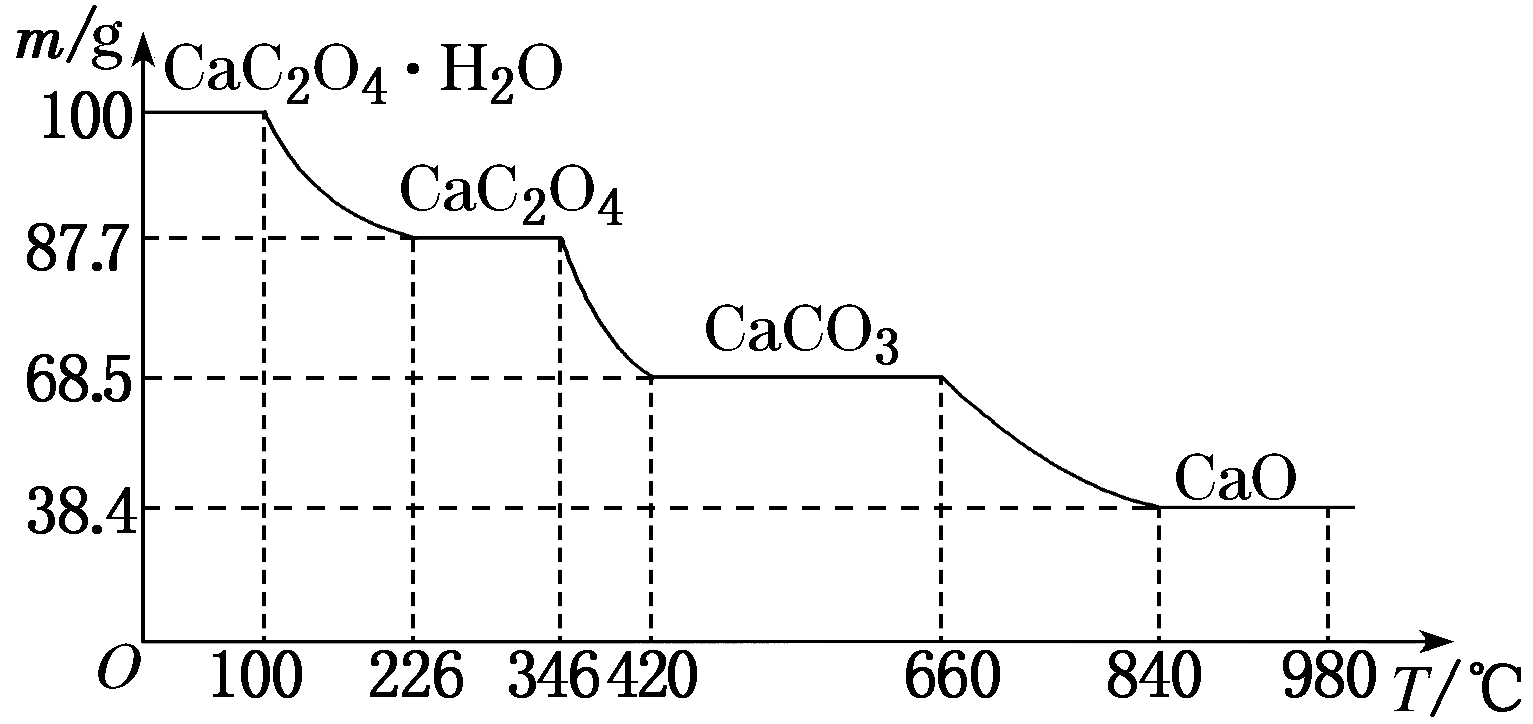 m/g
CaC₂O₄·H₂O
100
CaC₂O₄
87.7
CaCO₃
68.5
CaO
38.4
O 100 226 346 420 660 840 980 T/℃